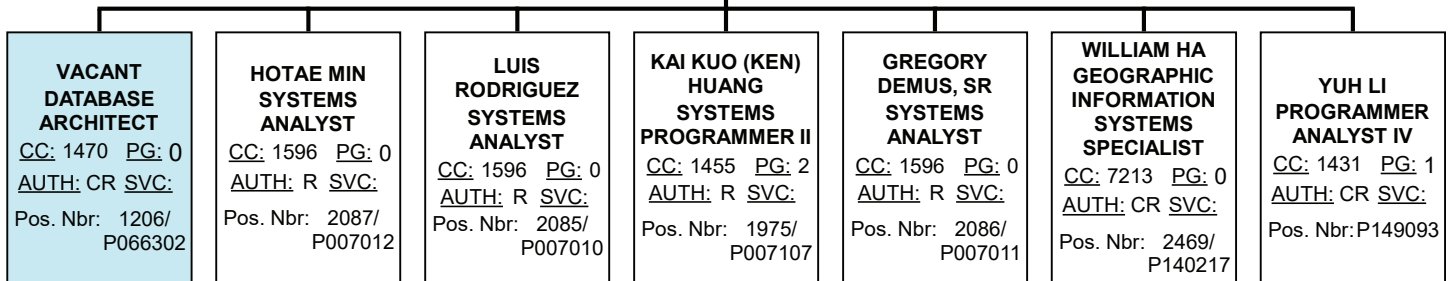 VACANT
DATABASE
ARCHITECT
CC: 1470 PG: 0
AUTH: CR SVC:
Pos. Nbr: 1206/
P066302
HOTAE MIN
SYSTEMS
ANALYST
CC: 1596 PG: 0
AUTH: R SVC:
Pos. Nbr: 2087/
P007012
LUIS
RODRIGUEZ
SYSTEMS
ANALYST
CC: 1596 PG: 0
AUTH: R SVC:
Pos. Nbr: 2085/
P007010
KAI KUO (KEN)
HUANG
SYSTEMS
PROGRAMMER II
CC: 1455 PG: 2
AUTH: R SVC:
Pos. Nbr: 1975/
P007107
GREGORY
DEMUS, SR
SYSTEMS
ANALYST
CC: 1596 PG: 0
AUTH: R SVC:
Pos. Nbr: 2086/
P007011
WILLIAM HA
GEOGRAPHIC
INFORMATION
SYSTEMS
SPECIALIST
CC: 7213 PG: 0
AUTH: CR SVC:
Pos. Nbr: 2469/
P140217
YUH LI
PROGRAMMER
ANALYST IV
CC: 1431 PG: 1
AUTH: CR SVC:
Pos. Nbr:P149093